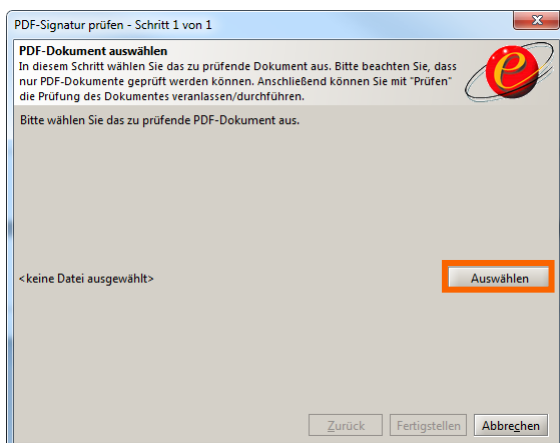 PDF-Signatur prüfen - Schritt 1 von 1
PDF-Dokument auswählen
In diesem Schritt wählen Sie das zu prüfende Dokument aus. Bitte beachten Sie, dass
nur PDF-Dokumente geprüft werden können. Anschließend können Sie mit "Prüfen"
die Prüfung des Dokumentes veranlassen/durchführen.
e
Bitte wählen Sie das zu prüfende PDF-Dokument aus.
<keine Datei ausgewählt>
Auswählen
Zurück
Fertigstellen
Abbrechen